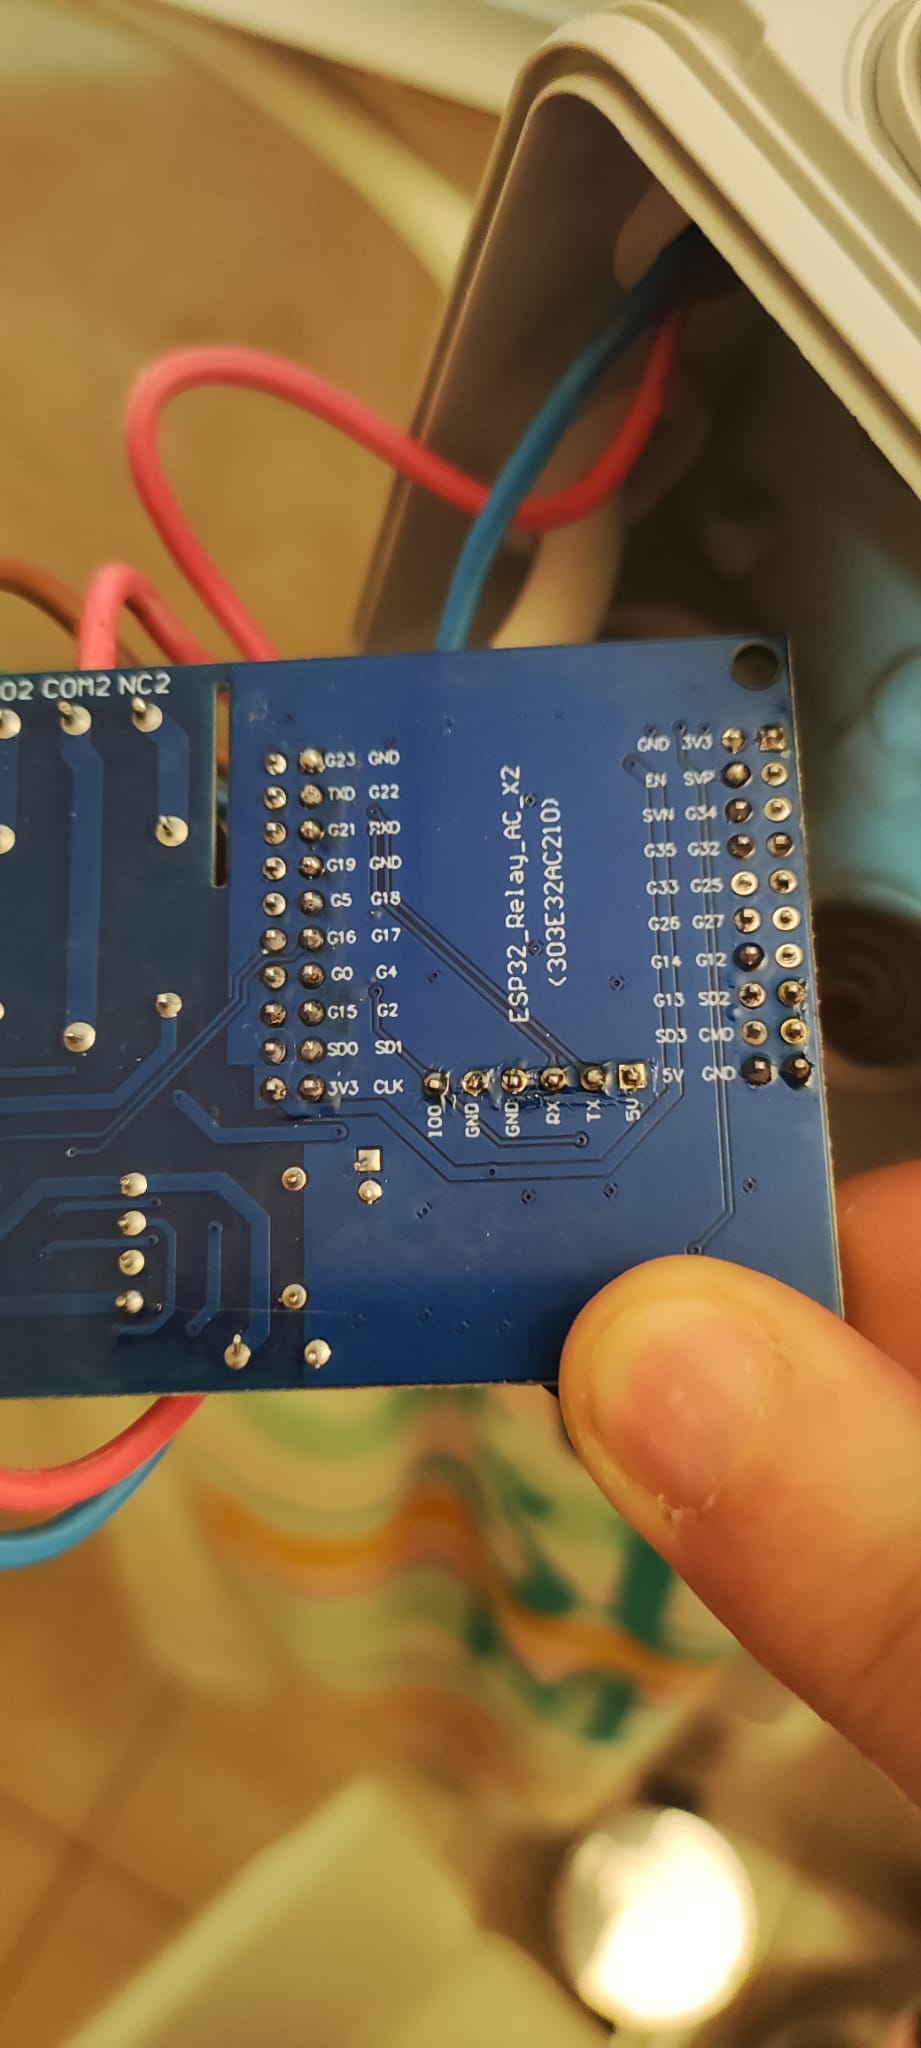 O2 COM2 NC2
G23 GND
TXD G22
G21 RXD
G19 GND
G5 G18
G16 G17
G0 G4
G15 G2
SD0 SD1
3V3 CLK
ESP32_Relay_AC_X2
(303E32AC210)
GND 3V3
EN SVP
SVN G34
G35 G32
G33 G25
G26 G27
G14 G12
G13 SD2
SD3 CMD
5V GND
IO0
GND
GND
RX
TX
5V